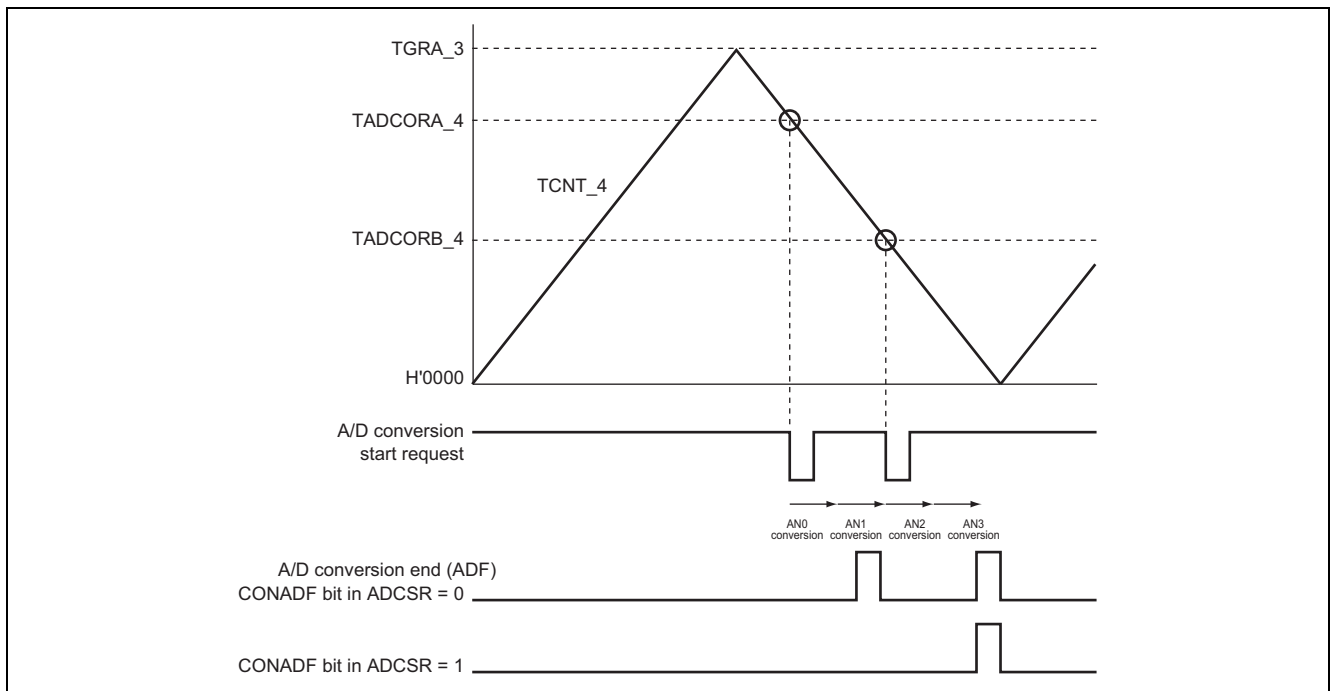 TGRA_3
TADCORA_4
TCNT_4
TADCORB_4
H'0000
A/D conversion
start request
AN0
conversion
AN1
conversion
AN2
conversion
AN3
conversion
A/D conversion end (ADF)
CONADF bit in ADCSR = 0
CONADF bit in ADCSR = 1